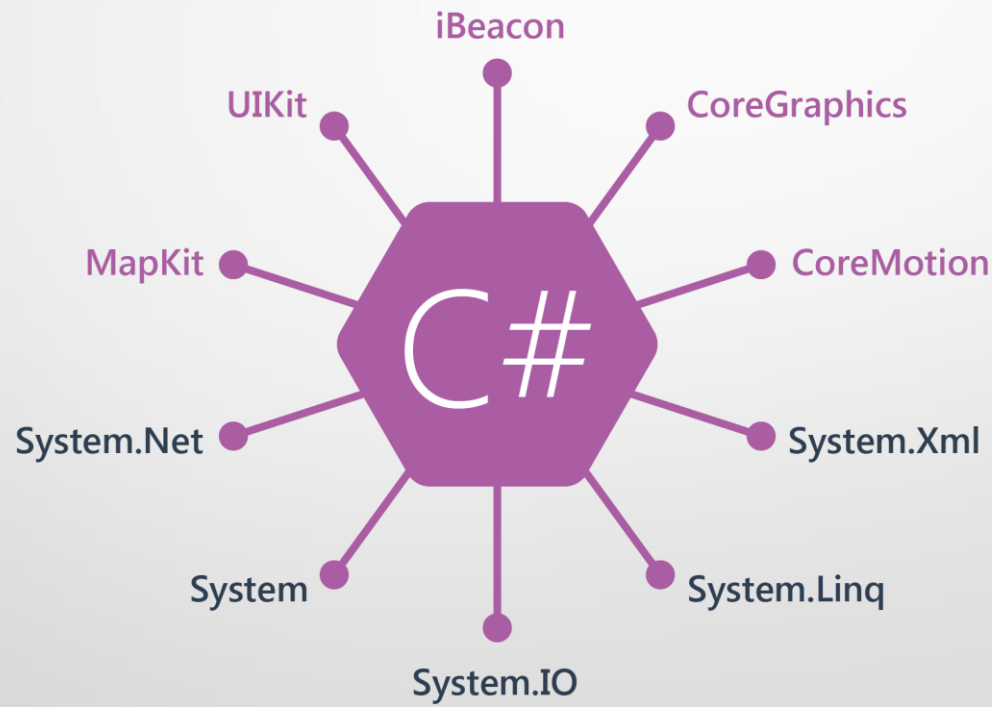 iBeacon
UIKit
CoreGraphics
MapKit
CoreMotion
C#
System.Net
System.Xml
System
System.Linq
System.IO